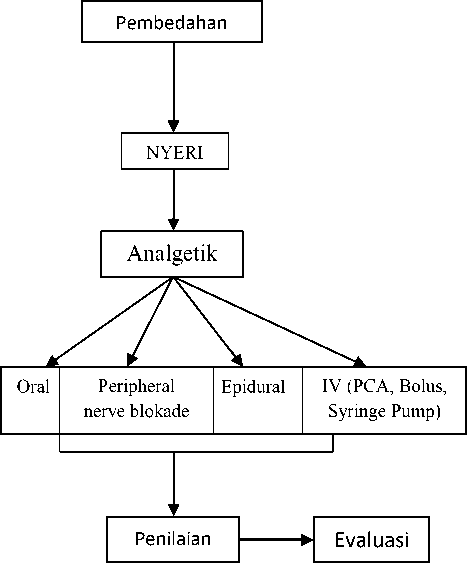 Pembedahan
NYERI
Analgetik
Oral
Peripheral
nerve blokade
Epidural
IV (PCA, Bolus,
Syringe Pump)
Penilaian
Evaluasi